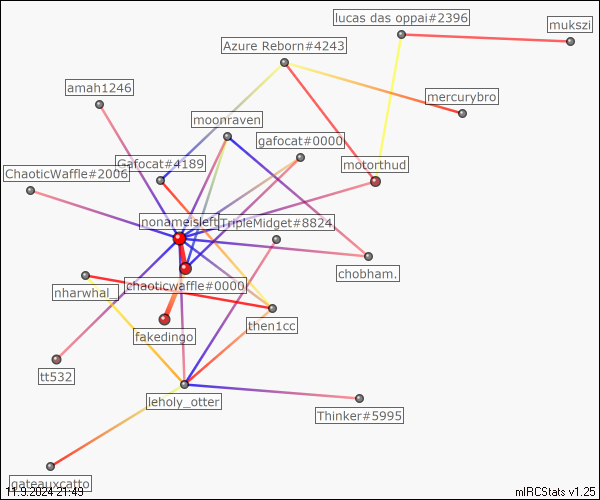 lucas das oppai#2396
mukszi
Azure Reborn#4243
amah1246
mercurybro
moonraven
gafocat#0000
Gafocat#4189
motorthud
ChaoticWaffle#2006
nonameisleft
TripleMidget#8824
chobham.
nharwhal_
chaoticwaffle#0000
then1cc
fakedingo
tt532
leholy_otter
Thinker#5995
gateauxcatto
11.9.2024 21:49
mIRCStats v1.25